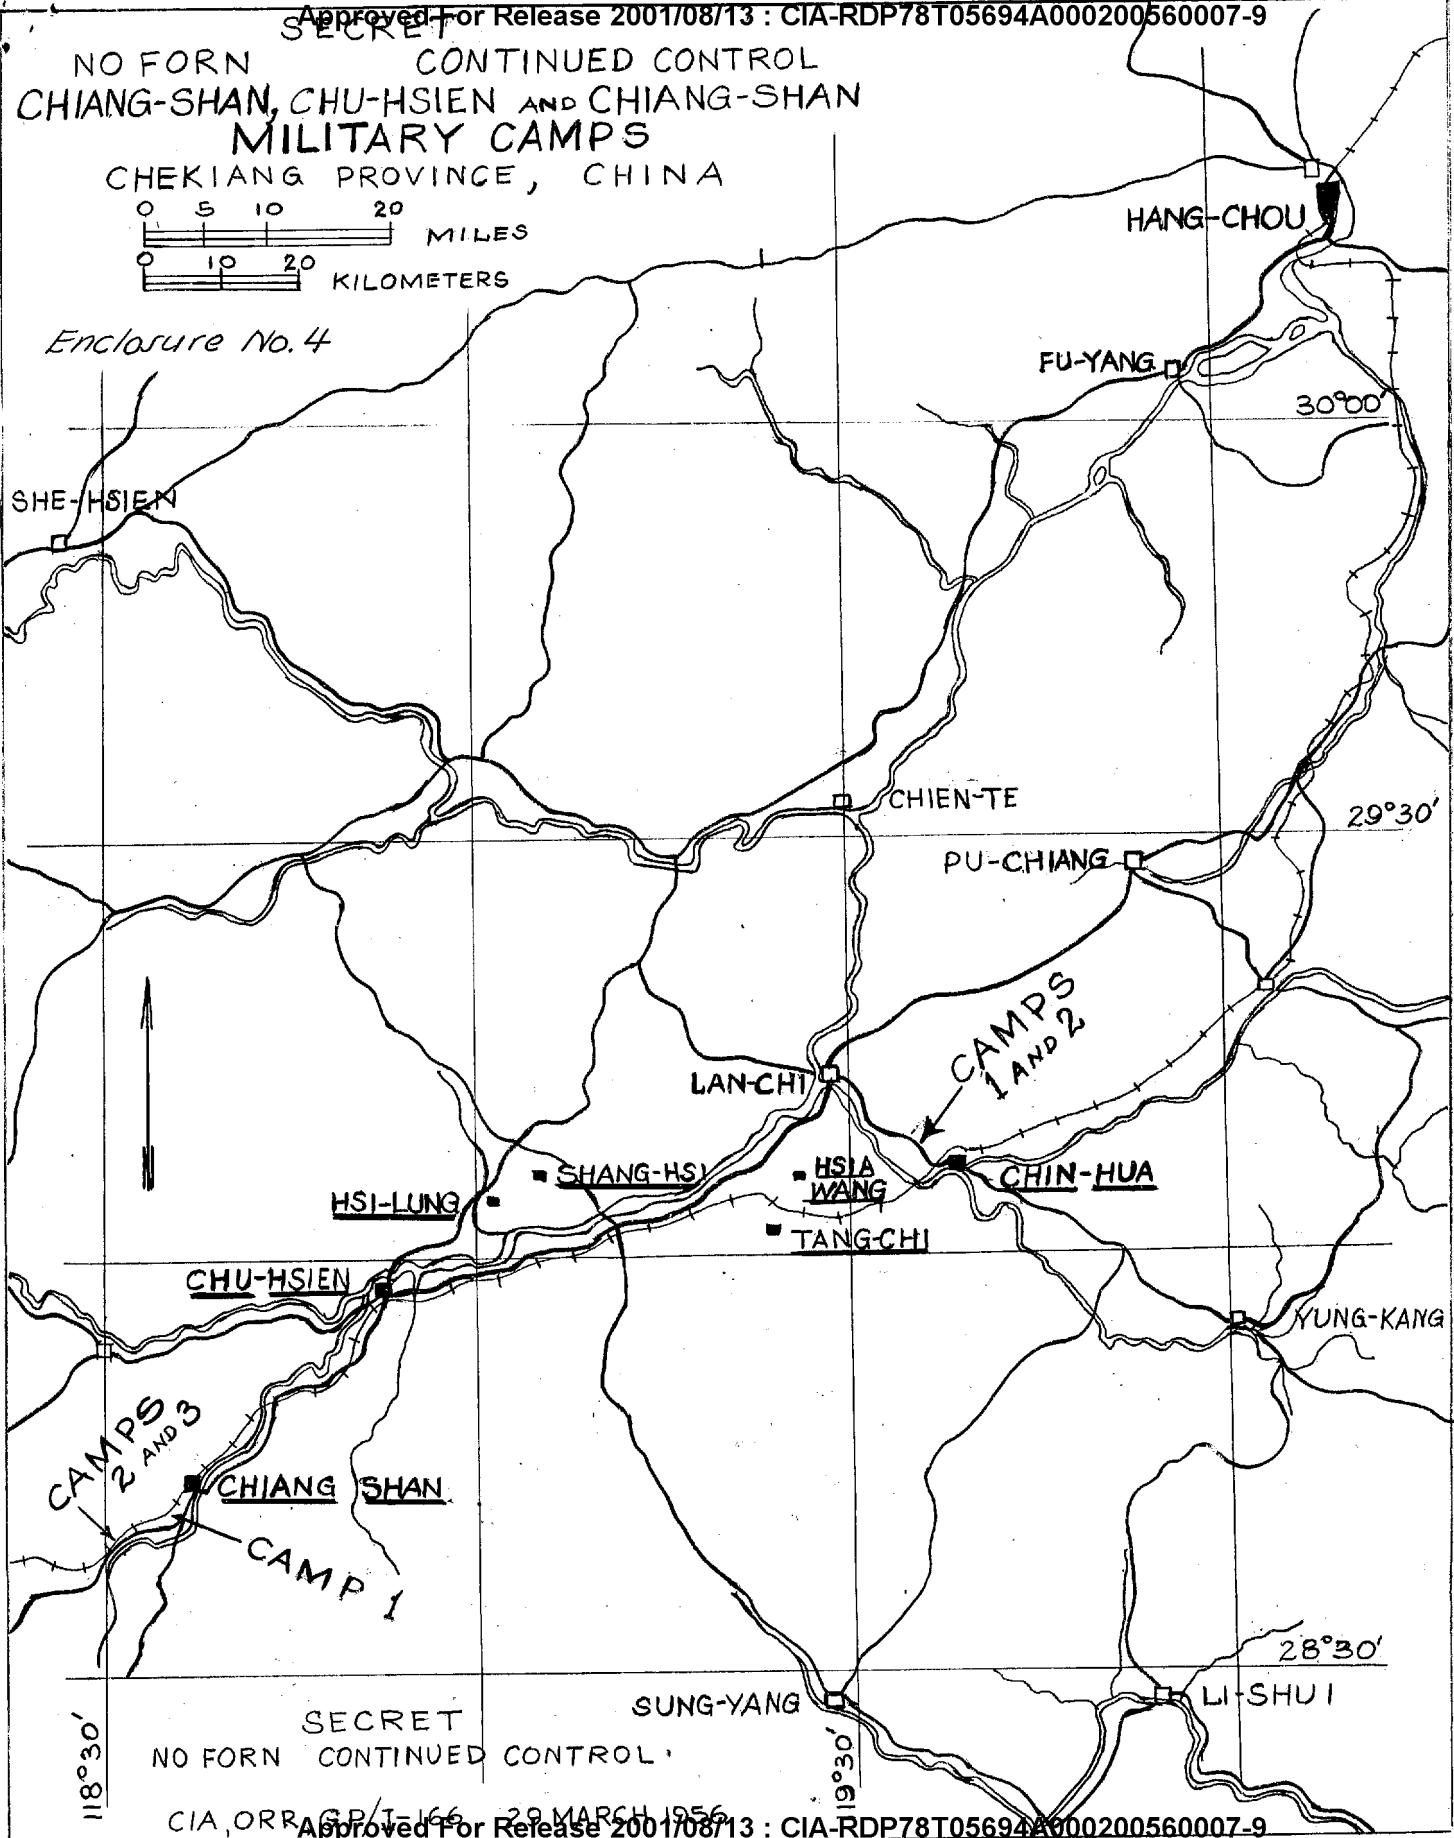 Approved For Release 2001/08/13 : CIA-RDP78T05694A000200560007-9
SECRET
NO FORN CONTINUED CONTROL
CHIANG-SHAN, CHU-HSIEN AND CHIANG-SHAN
MILITARY CAMPS
CHEKIANG PROVINCE, CHINA
0 5 10 20
MILES
0 10 20
KILOMETERS
Enclosure No. 4
HANG-CHOU
FU-YANG
30°00'
SHE-HSIEN
CHIEN-TE
29°30'
PU-CHIANG
CAMPS
1 AND 2
LAN-CHI
SHANG-HSI
HSIA
WANG
CHIN-HUA
HSI-LUNG
TANG-CHI
CHU-HSIEN
YUNG-KANG
CAMPS
2 AND 3
CHIANG SHAN
CAMP 1
28°30'
SUNG-YANG
LI-SHUI
118°30'
119°30'
SECRET
NO FORN CONTINUED CONTROL
CIA, ORR GP/I-166 29 MARCH 1956
Approved For Release 2001/08/13 : CIA-RDP78T05694A000200560007-9